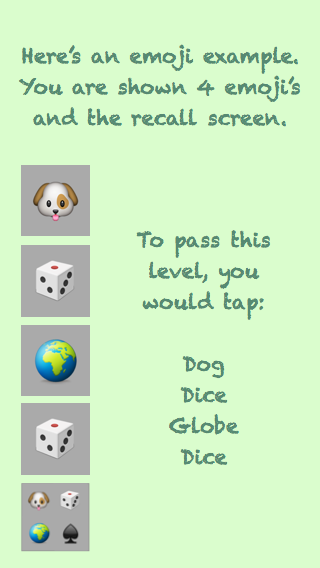 Here's an emoji example.
You are shown 4 emoji's
and the recall screen.
To pass this
level, you
would tap:
Dog
Dice
Globe
Dice